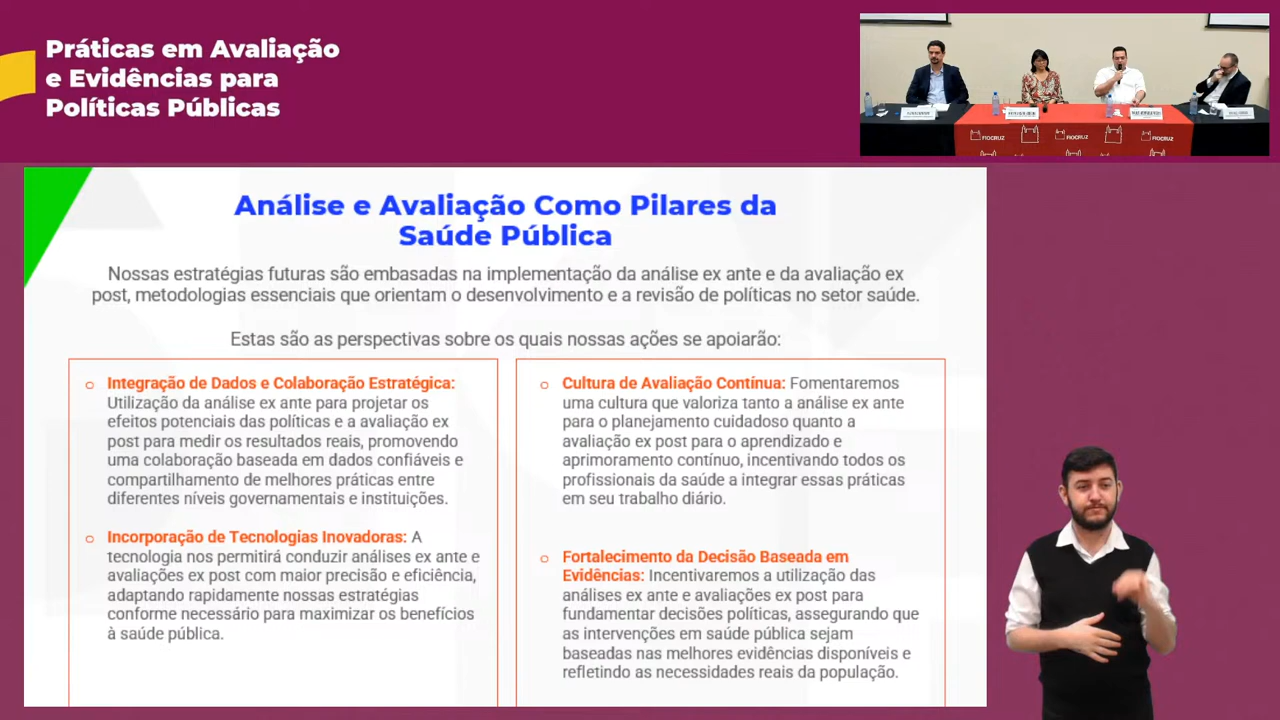 Práticas em Avaliação
e Evidências para
Políticas Públicas
FIOCRUZ
FIOCRUZ
FIOCRUZ
Análise e Avaliação Como Pilares da
Saúde Pública
Nossas estratégias futuras são embasadas na implementação da análise ex ante e da avaliação ex
post, metodologias essenciais que orientam o desenvolvimento e a revisão de políticas no setor saúde.
Estas são as perspectivas sobre os quais nossas ações se apoiarão:
o Integração de Dados e Colaboração Estratégica:
Utilização da análise ex ante para projetar os
efeitos potenciais das políticas e a avaliação ex
post para medir os resultados reais, promovendo
uma colaboração baseada em dados confiáveis e
compartilhamento de melhores práticas entre
diferentes níveis governamentais e instituições.
o Incorporação de Tecnologias Inovadoras: A
tecnologia nos permitirá conduzir análises ex ante e
avaliações ex post com maior precisão e eficiência,
adaptando rapidamente nossas estratégias
conforme necessário para maximizar os benefícios
à saúde pública.
o Cultura de Avaliação Contínua: Fomentaremos
uma cultura que valoriza tanto a análise ex ante
para o planejamento cuidadoso quanto a
avaliação ex post para o aprendizado e
aprimoramento contínuo, incentivando todos os
profissionais da saúde a integrar essas práticas
em seu trabalho diário.
o Fortalecimento da Decisão Baseada em
Evidências: Incentivaremos a utilização das
análises ex ante e avaliações ex post para
fundamentar decisões políticas, assegurando que
as intervenções em saúde pública sejam
baseadas nas melhores evidências disponíveis e
refletindo as necessidades reais da população.